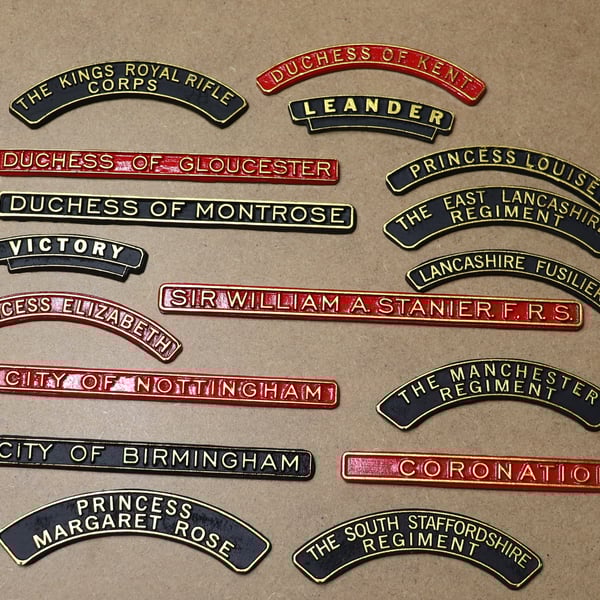 THE KINGS ROYAL RIFLE
CORPS
DUCHESS OF KENT
LEANDER
DUCHESS OF GLOUCESTER
PRINCESS LOUISE
DUCHESS OF MONTROSE
THE EAST LANCASHIRE
REGIMENT
VICTORY
LANCASHIRE FUSILIER
SIR WILLIAM A. STANIER. F. R. S.
CESS ELIZABETH
CITY OF NOTTINGHAM
THE MANCHESTER
REGIMENT
CITY OF BIRMINGHAM
CORONATIO
PRINCESS
MARGARET ROSE
THE SOUTH STAFFORDSHIRE
REGIMENT